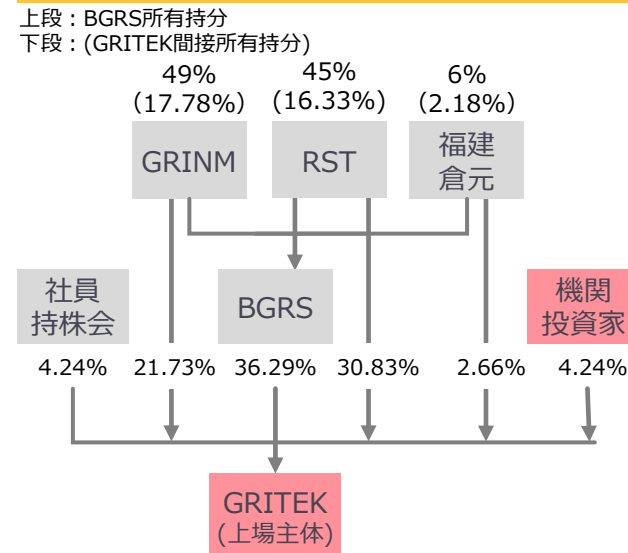 上段：BGRS所有持分
下段：(GRITEK間接所有持分)
49% 45% 6%
（17.78%） （16.33%） （2.18%）
GRINM RST 福建
倉元
社員
持株会
BGRS
機関
投資家
4.24% 21.73% 36.29% 30.83% 2.66% 4.24%
GRITEK
(上場主体)